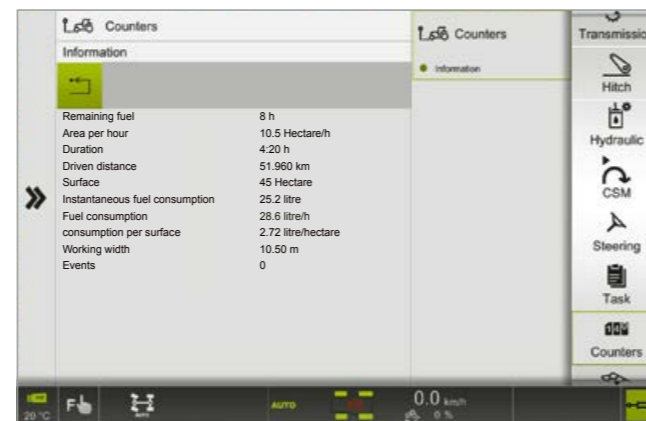 Counters
Information
Remaining fuel 8 h
Area per hour 10.5 Hectare/h
Duration 4:20 h
Driven distance 51.960 km
Surface 45 Hectare
Instantaneous fuel consumption 25.2 litre
Fuel consumption 28.6 litre/h
consumption per surface 2.72 litre/hectare
Working width 10.50 m
Events 0
Counters
Information
Transmissio
Hitch
Hydraulic
CSM
Steering
Task
Counters
20 °C
F
AUTO
AUTO
0.0 km/h
0 %